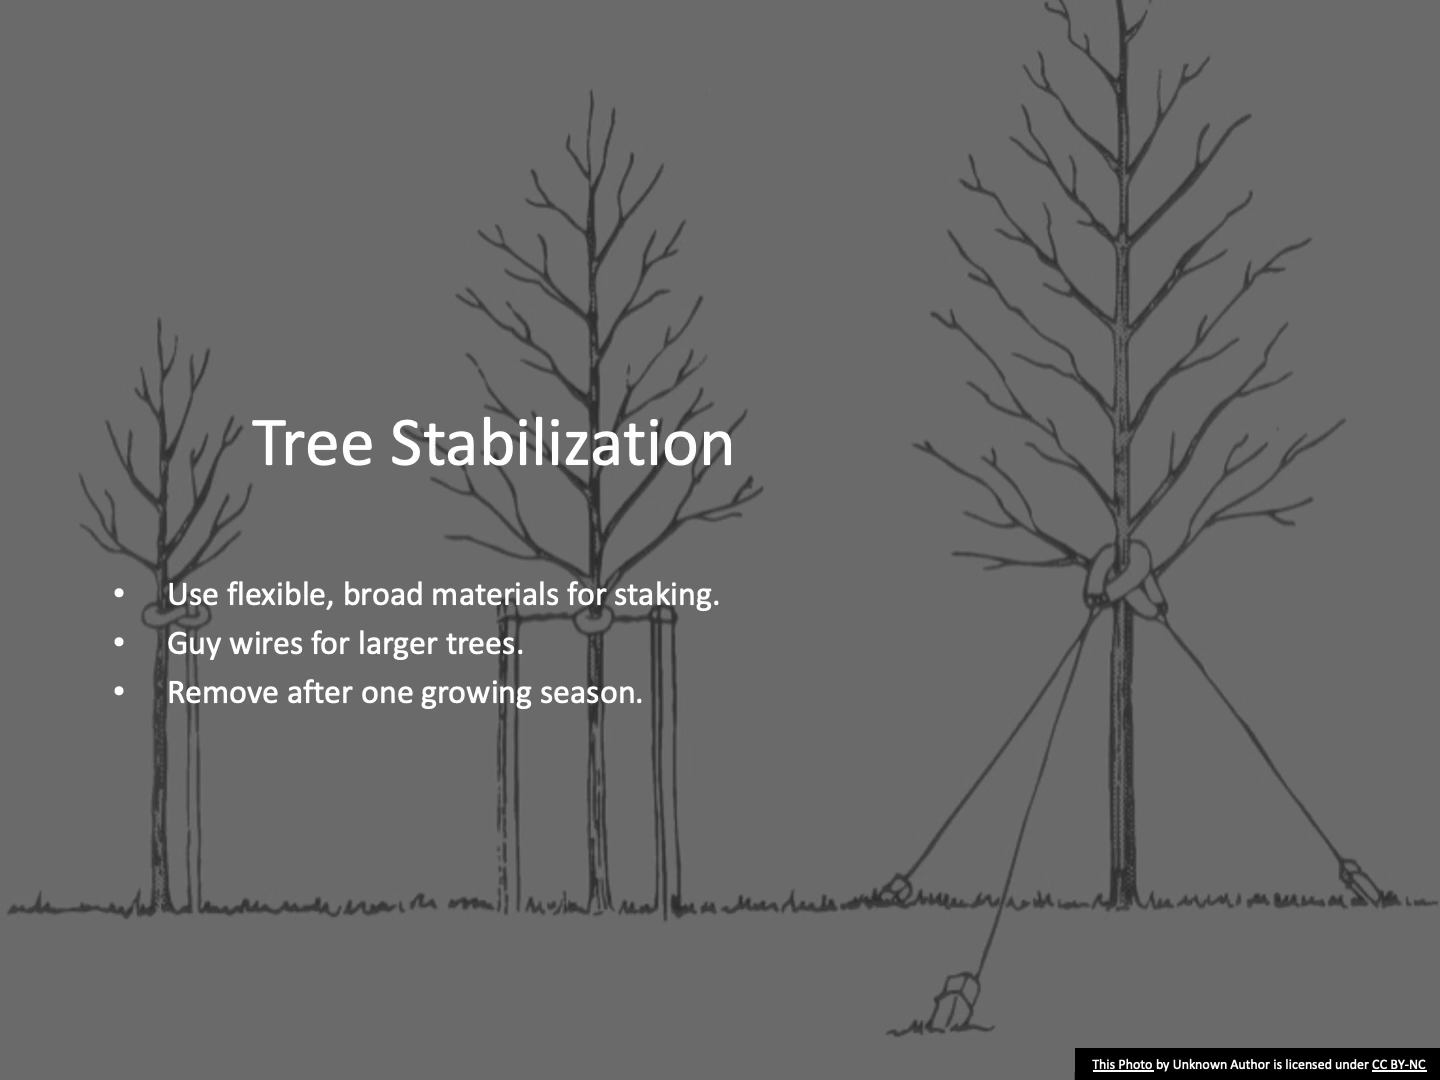 Tree Stabilization
• Use flexible, broad materials for staking.
• Guy wires for larger trees.
• Remove after one growing season.
This Photo by Unknown Author is licensed under CC BY-NC